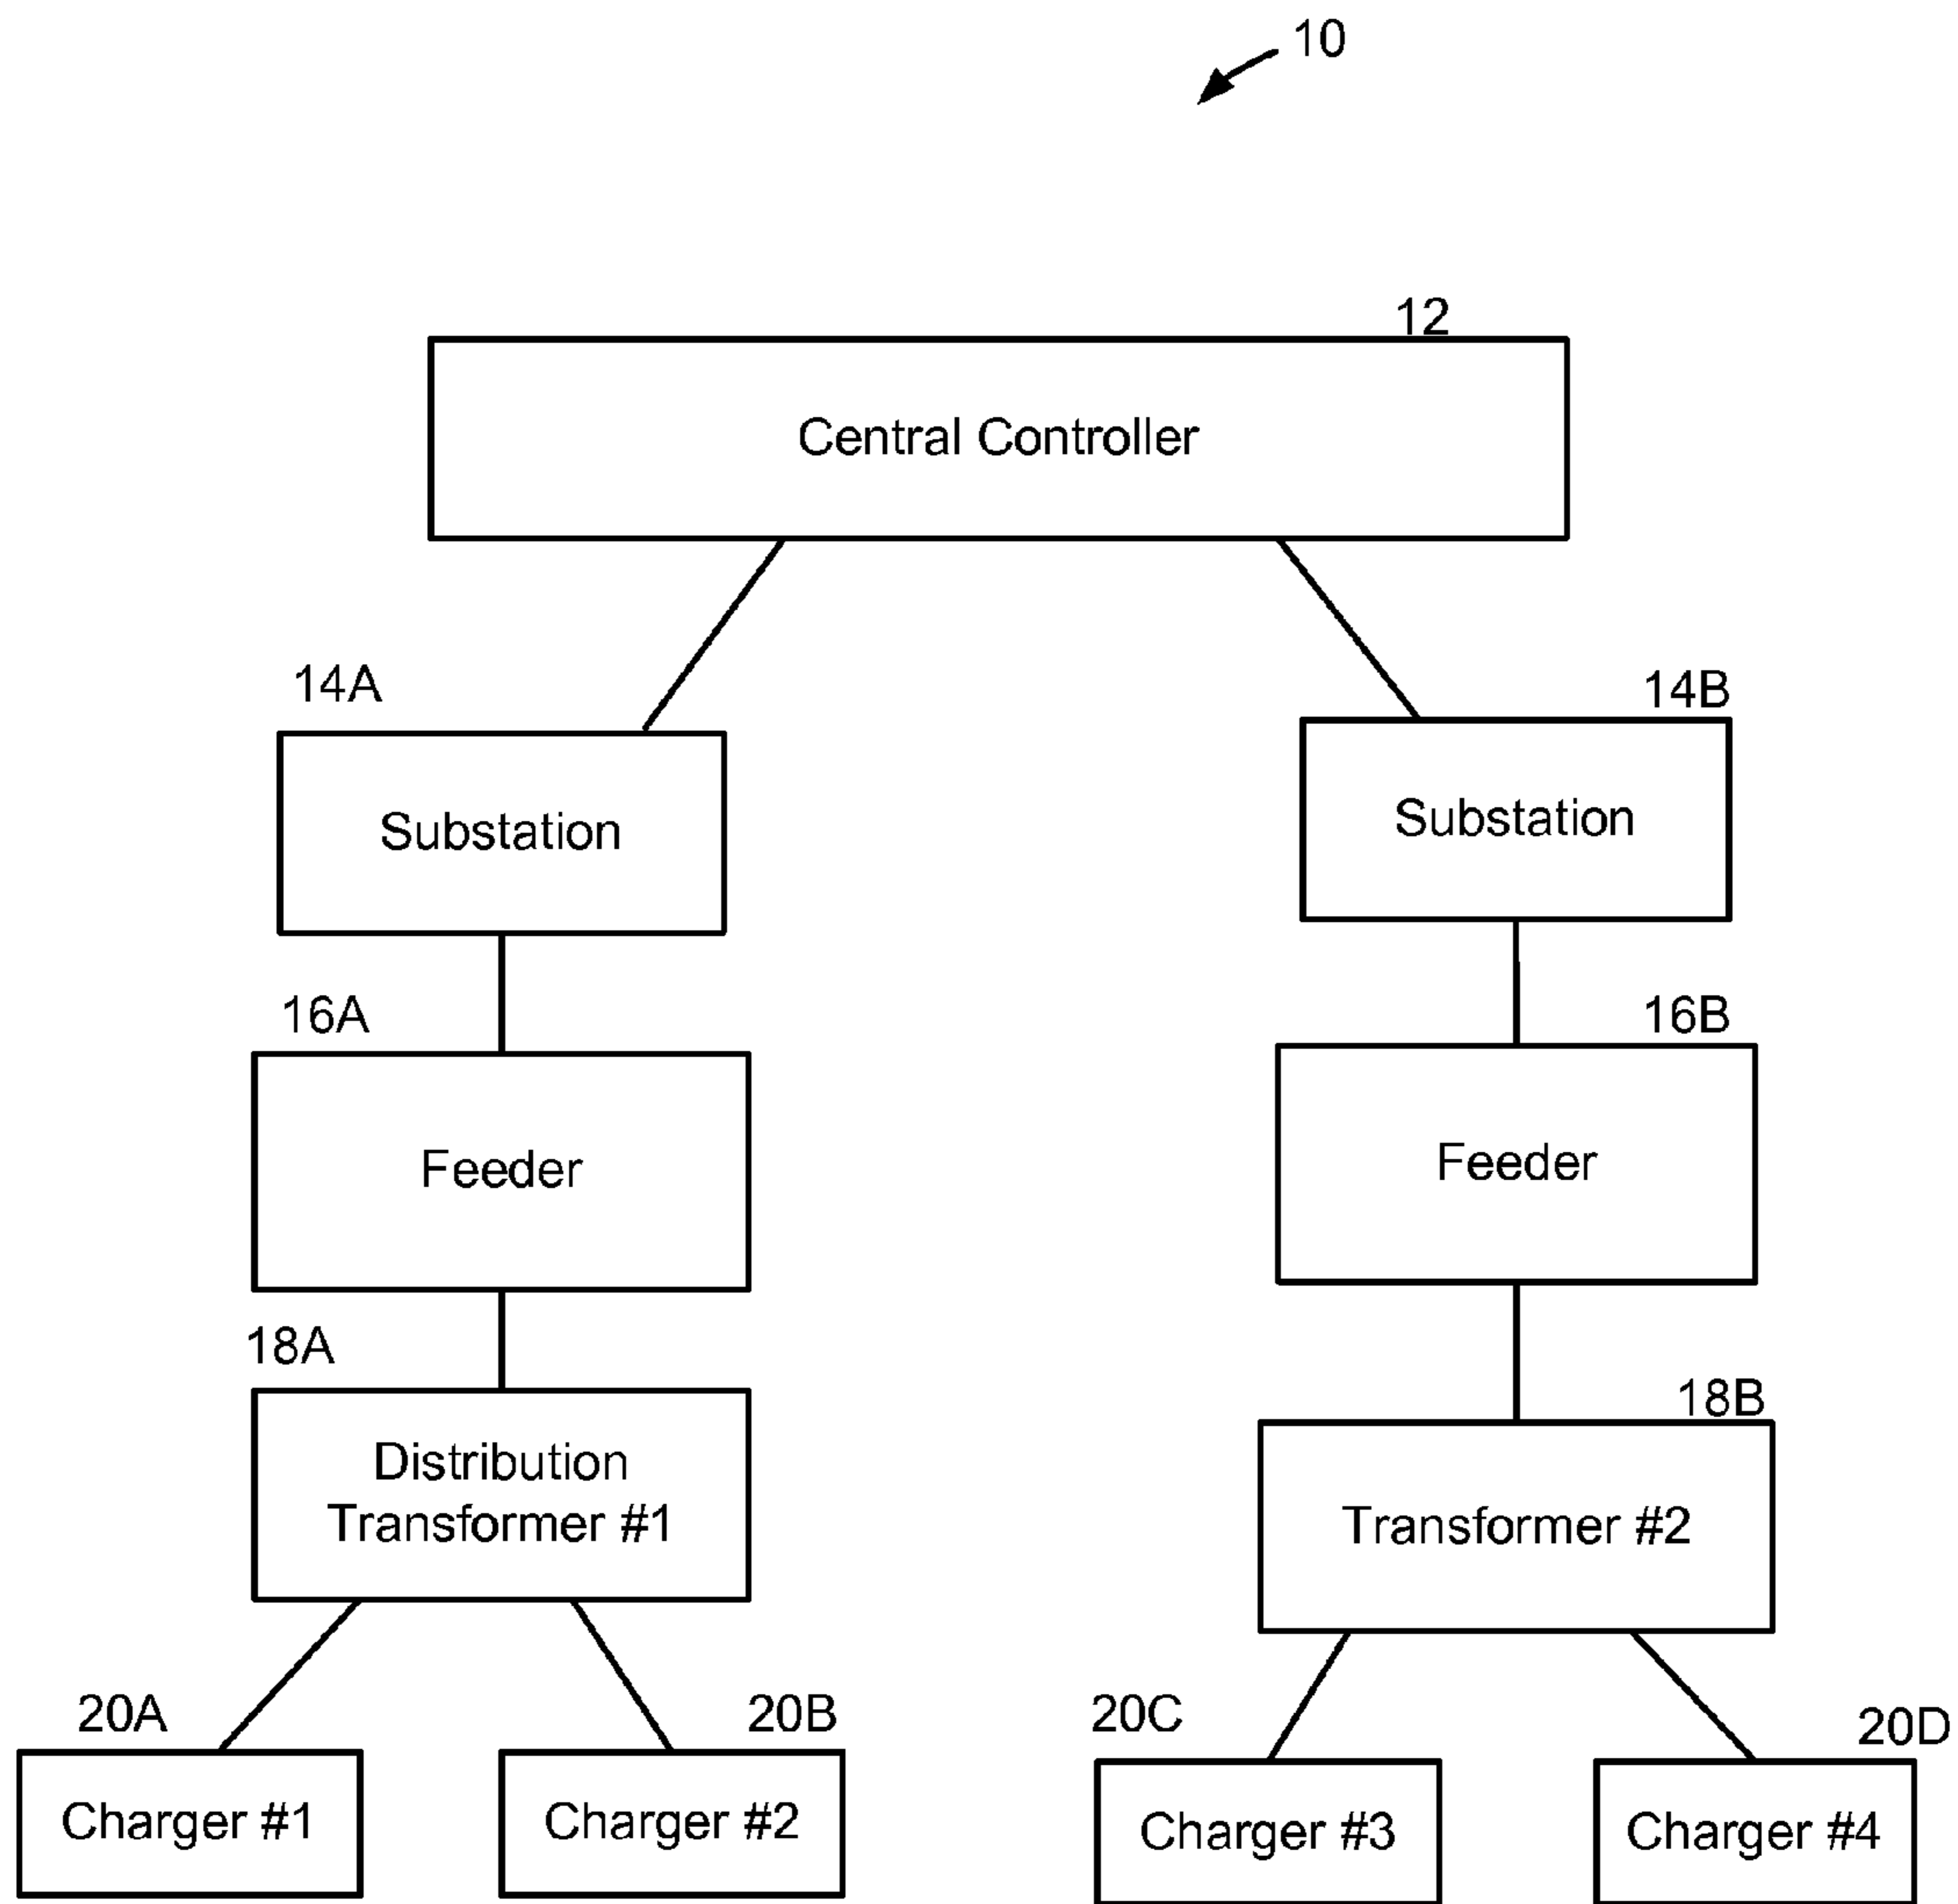 10
12
Central Controller
14A
14B
Substation
Substation
16A
16B
Feeder
Feeder
18A
18B
Distribution
Transformer #1
Transformer #2
20A
20B
20C
20D
Charger #1
Charger #2
Charger #3
Charger #4